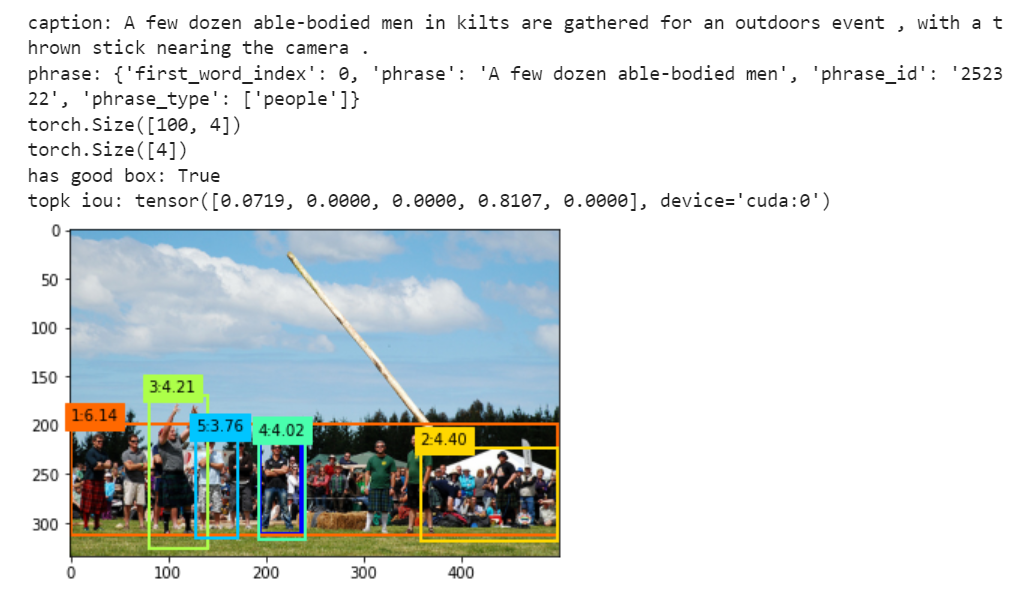 caption: A few dozen able-bodied men in kilts are gathered for an outdoors event , with a t
hrown stick nearing the camera .
phrase: {'first_word_index': 0, 'phrase': 'A few dozen able-bodied men', 'phrase_id': '2523
22', 'phrase_type': ['people']}
torch.Size([100, 4])
torch.Size([4])
has good box: True
topk iou: tensor([0.0719, 0.0000, 0.0000, 0.8107, 0.0000], device='cuda:0')
0
50
100
150
3:4.21
200
1:6.14
5:3.76
4:4.02
2:4.40
250
300
0
100
200
300
400